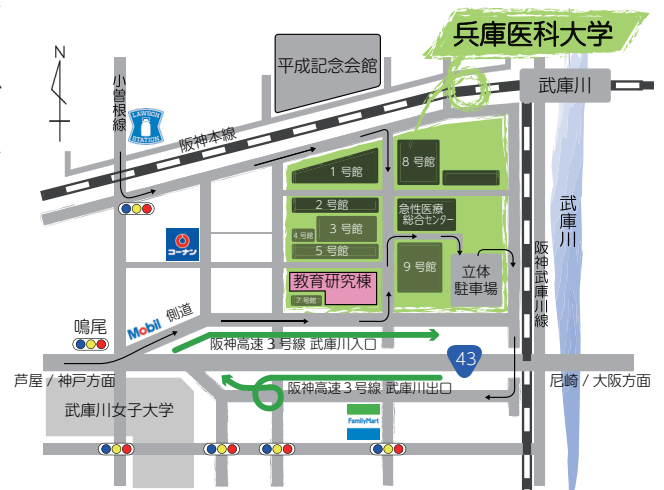 兵庫医科大学
N
平成記念会館
武庫川
小曽根線
LAWSON
STATION
阪神本線
1 号館
8 号館
2 号館
急性医療
総合センター
3 号館
4 号館
5 号館
武庫川
コーナン
9 号館
立体
駐車場
阪神武庫川線
教育研究棟
7 号館
Mobil
側道
鳴尾
阪神高速３号線 武庫川入口
43
芦屋 / 神戸方面
阪神高速３号線 武庫川出口
尼崎 / 大阪方面
武庫川女子大学
FamilyMart